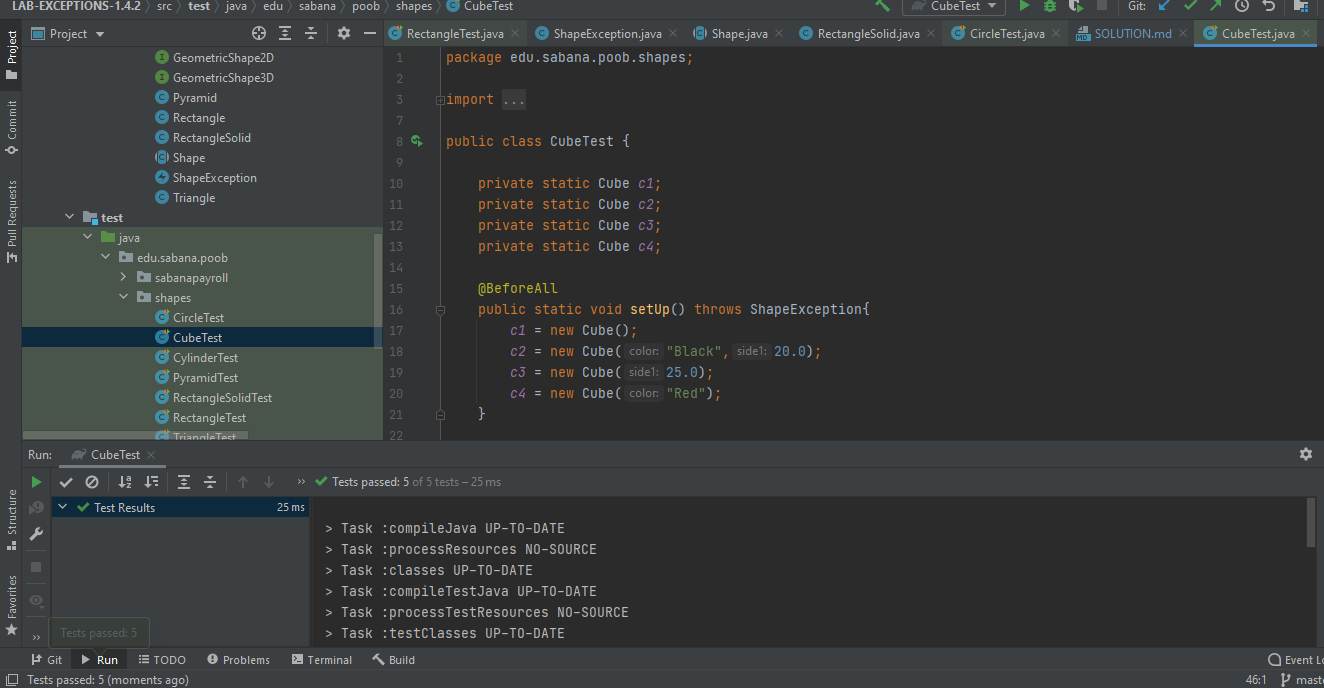 LAB-EXCEPTIONS-1.4.2 src test java edu sabana poob shapes CubeTest
CubeTest Git:
Project
RectangleTest.java ShapeException.java Shape.java RectangleSolid.java CircleTest.java SOLUTION.md CubeTest.java
Project
Commit
Pull Requests
Structure
Favorites
GeometricShape2D
GeometricShape3D
Pyramid
Rectangle
RectangleSolid
Shape
ShapeException
Triangle
test
java
edu.sabana.poob
sabanapayroll
shapes
CircleTest
CubeTest
CylinderTest
PyramidTest
RectangleSolidTest
RectangleTest
TriangleTest
1 package edu.sabana.poob.shapes;
2
3 import ...
7
8 public class CubeTest {
9
10 private static Cube c1;
11 private static Cube c2;
12 private static Cube c3;
13 private static Cube c4;
14
15 @BeforeAll
16 public static void setUp() throws ShapeException{
17 c1 = new Cube();
18 c2 = new Cube( color: "Black", side1: 20.0);
19 c3 = new Cube( side1: 25.0);
20 c4 = new Cube( color: "Red");
21 }
22
Run: CubeTest
Tests passed: 5 of 5 tests – 25 ms
Test Results 25 ms
> Task :compileJava UP-TO-DATE
> Task :processResources NO-SOURCE
> Task :classes UP-TO-DATE
> Task :compileTestJava UP-TO-DATE
> Task :processTestResources NO-SOURCE
> Task :testClasses UP-TO-DATE
Tests passed: 5
Git Run TODO Problems Terminal Build Event Lo
Tests passed: 5 (moments ago) 46:1 mast